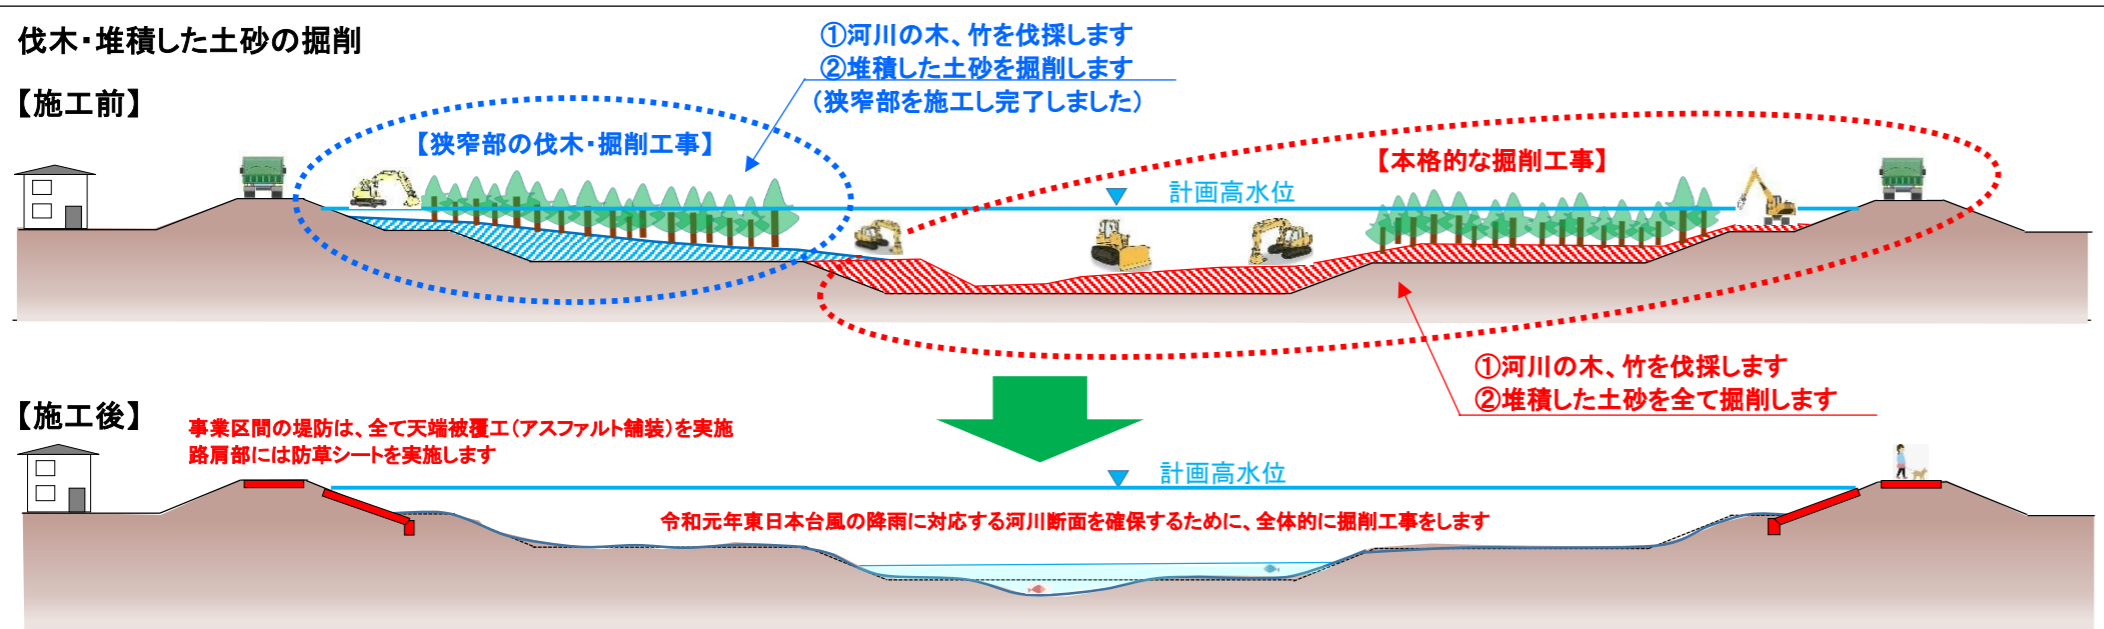 伐木・堆積した土砂の掘削
【施工前】
①河川の木、竹を伐採します
②堆積した土砂を掘削します
（狭窄部を施工し完了しました）
【狭窄部の伐木・掘削工事】
【本格的な掘削工事】
計画高水位
①河川の木、竹を伐採します
②堆積した土砂を全て掘削します
【施工後】
事業区間の堤防は、全て天端被覆工（アスファルト舗装）を実施
路肩部には防草シートを実施します
計画高水位
令和元年東日本台風の降雨に対応する河川断面を確保するために、全体的に掘削工事をします